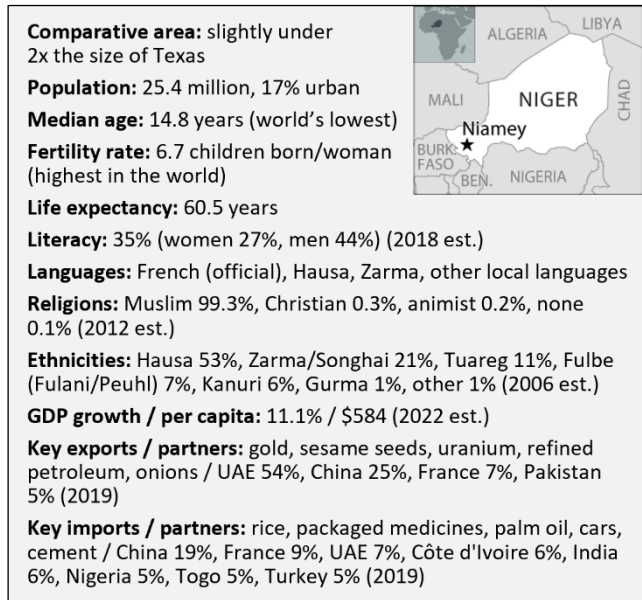 Comparative area: slightly under
2x the size of Texas
Population: 25.4 million, 17% urban
Median age: 14.8 years (world’s lowest)
Fertility rate: 6.7 children born/woman
(highest in the world)
Life expectancy: 60.5 years
Literacy: 35% (women 27%, men 44%) (2018 est.)
Languages: French (official), Hausa, Zarma, other local languages
Religions: Muslim 99.3%, Christian 0.3%, animist 0.2%, none
0.1% (2012 est.)
Ethnicities: Hausa 53%, Zarma/Songhai 21%, Tuareg 11%, Fulbe
(Fulani/Peuhl) 7%, Kanuri 6%, Gurma 1%, other 1% (2006 est.)
GDP growth / per capita: 11.1% / $584 (2022 est.)
Key exports / partners: gold, sesame seeds, uranium, refined
petroleum, onions / UAE 54%, China 25%, France 7%, Pakistan
5% (2019)
Key imports / partners: rice, packaged medicines, palm oil, cars,
cement / China 19%, France 9%, UAE 7%, Côte d'Ivoire 6%, India
6%, Nigeria 5%, Togo 5%, Turkey 5% (2019)
LIBYA
ALGERIA
MALI
NIGER
CHAD
Niamey
BURK.
FASO
BEN.
NIGERIA